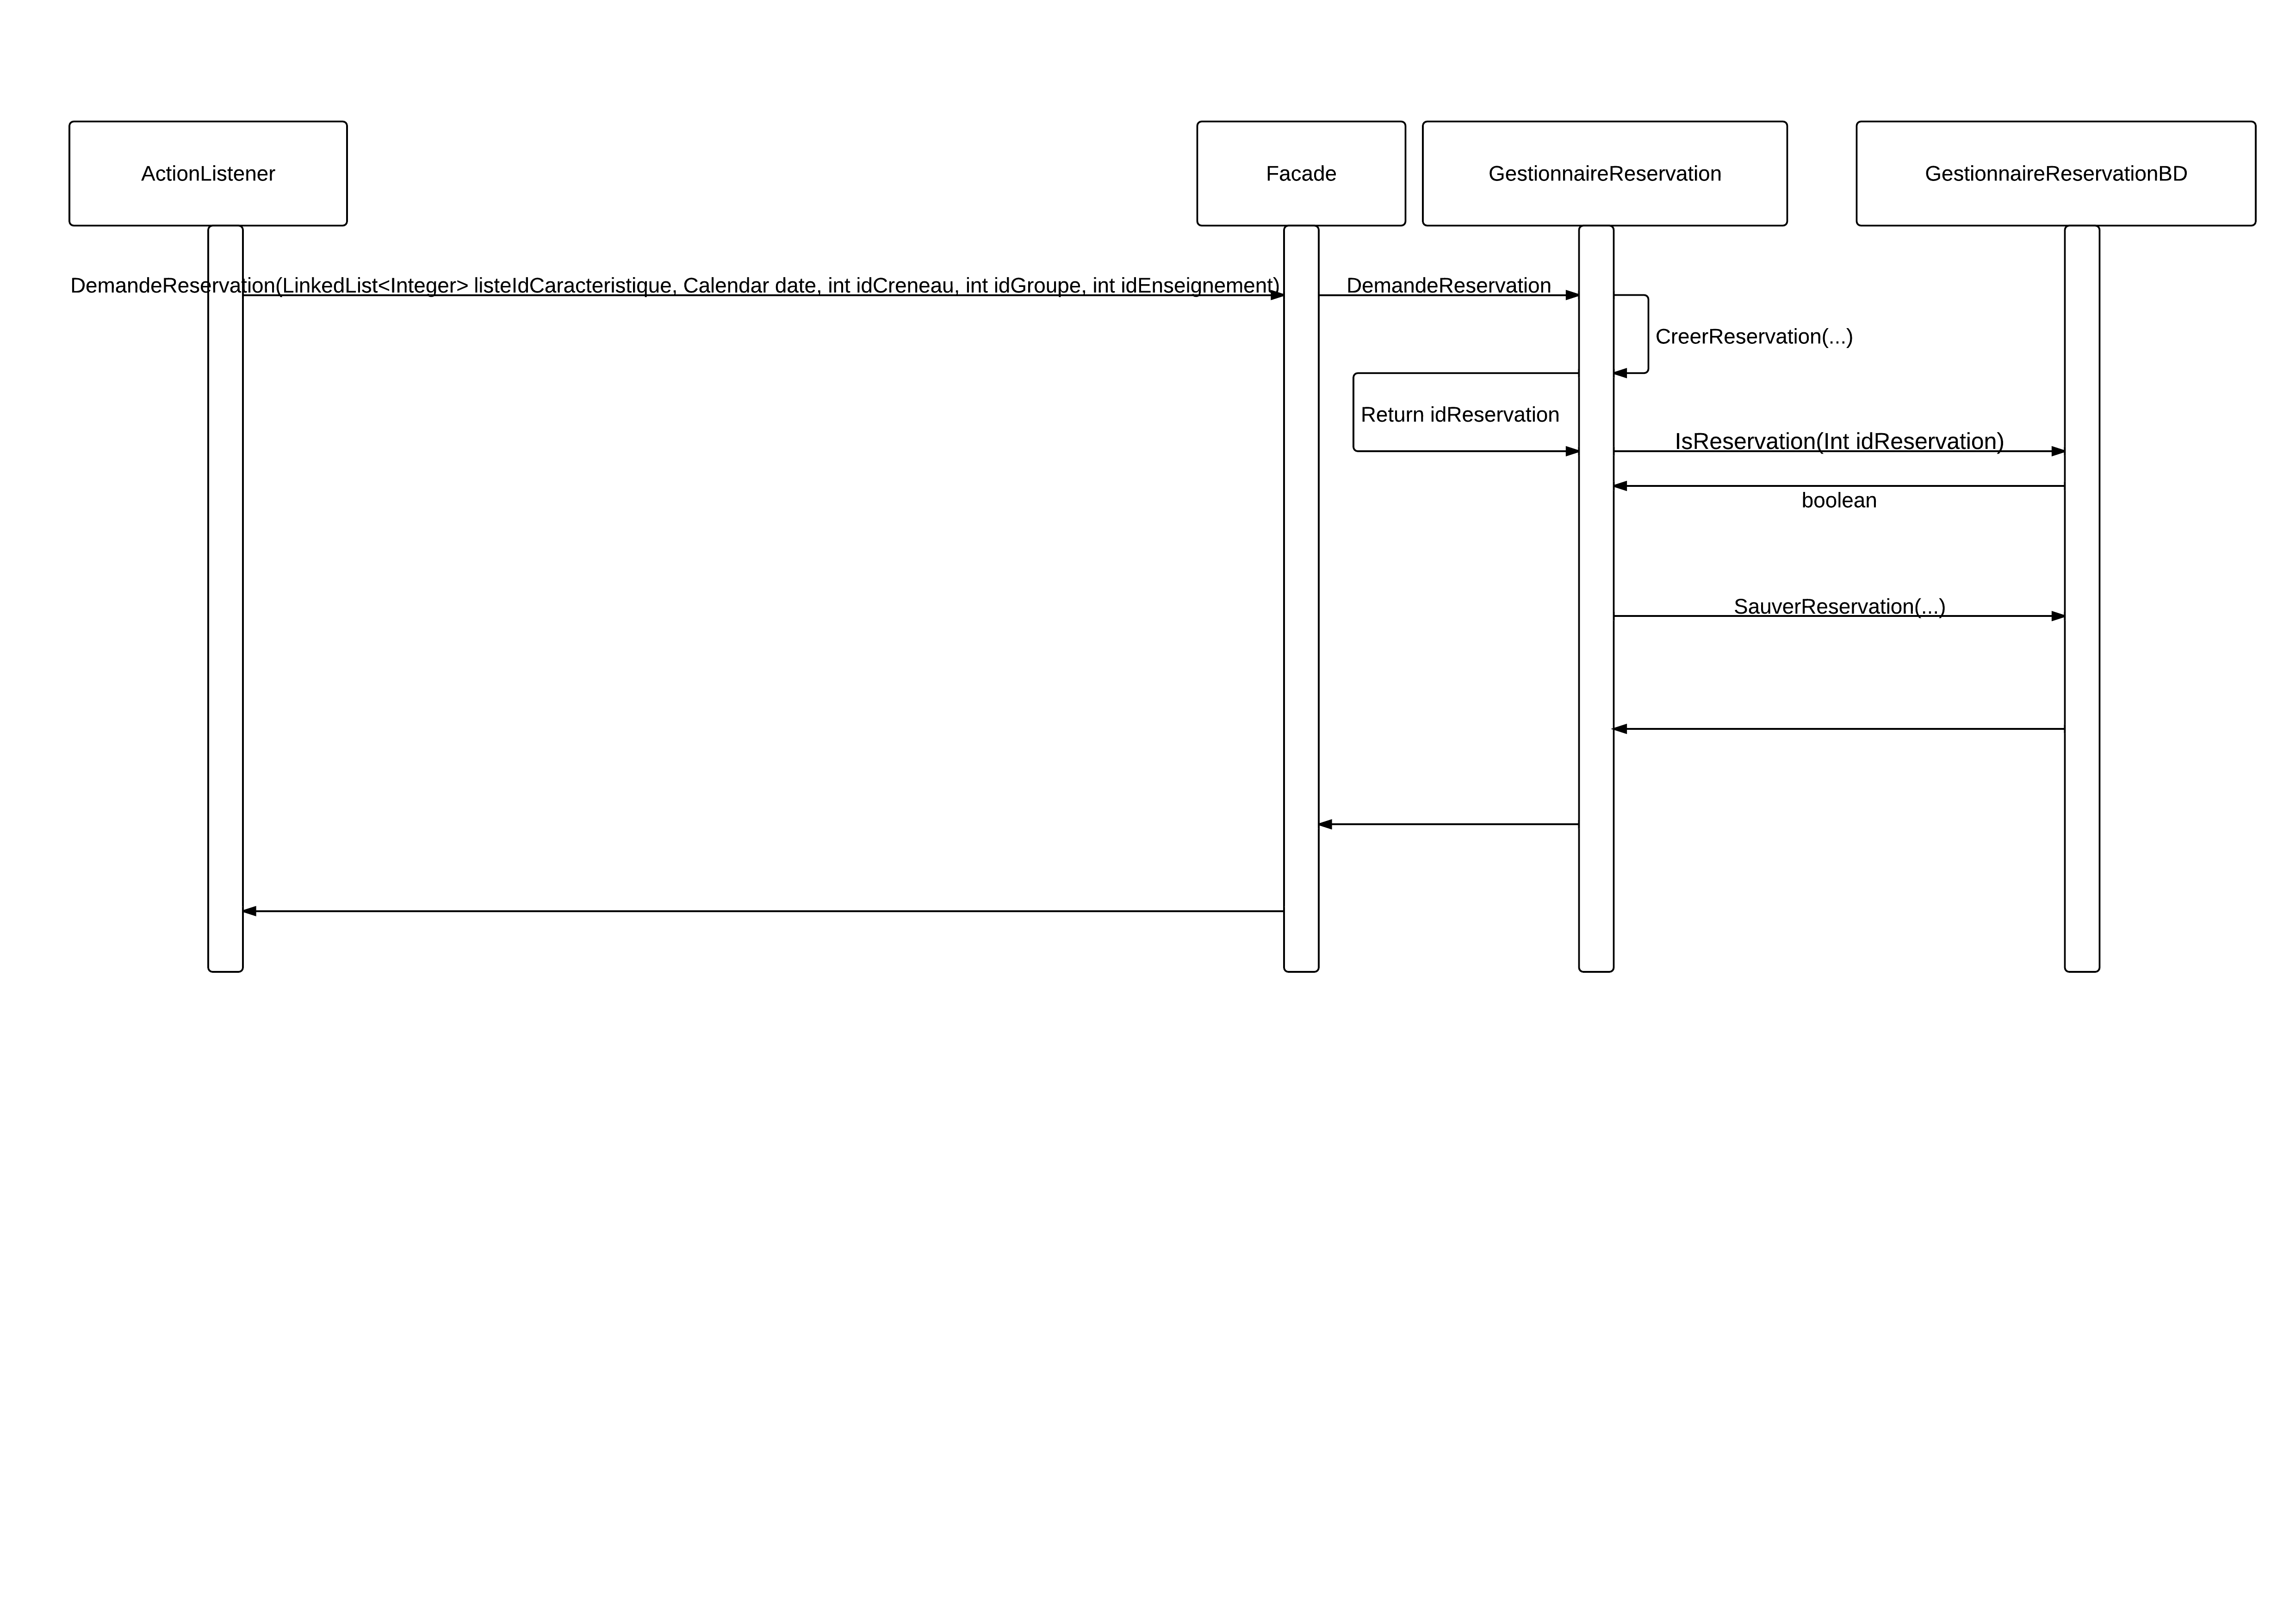 ActionListener
Facade
GestionnaireReservation
GestionnaireReservationBD
DemandeReservation(LinkedList<Integer> listeIdCaracteristique, Calendar date, int idCreneau, int idGroupe, int idEnseignement)
DemandeReservation
CreerReservation(...)
Return idReservation
IsReservation(Int idReservation)
boolean
SauverReservation(...)